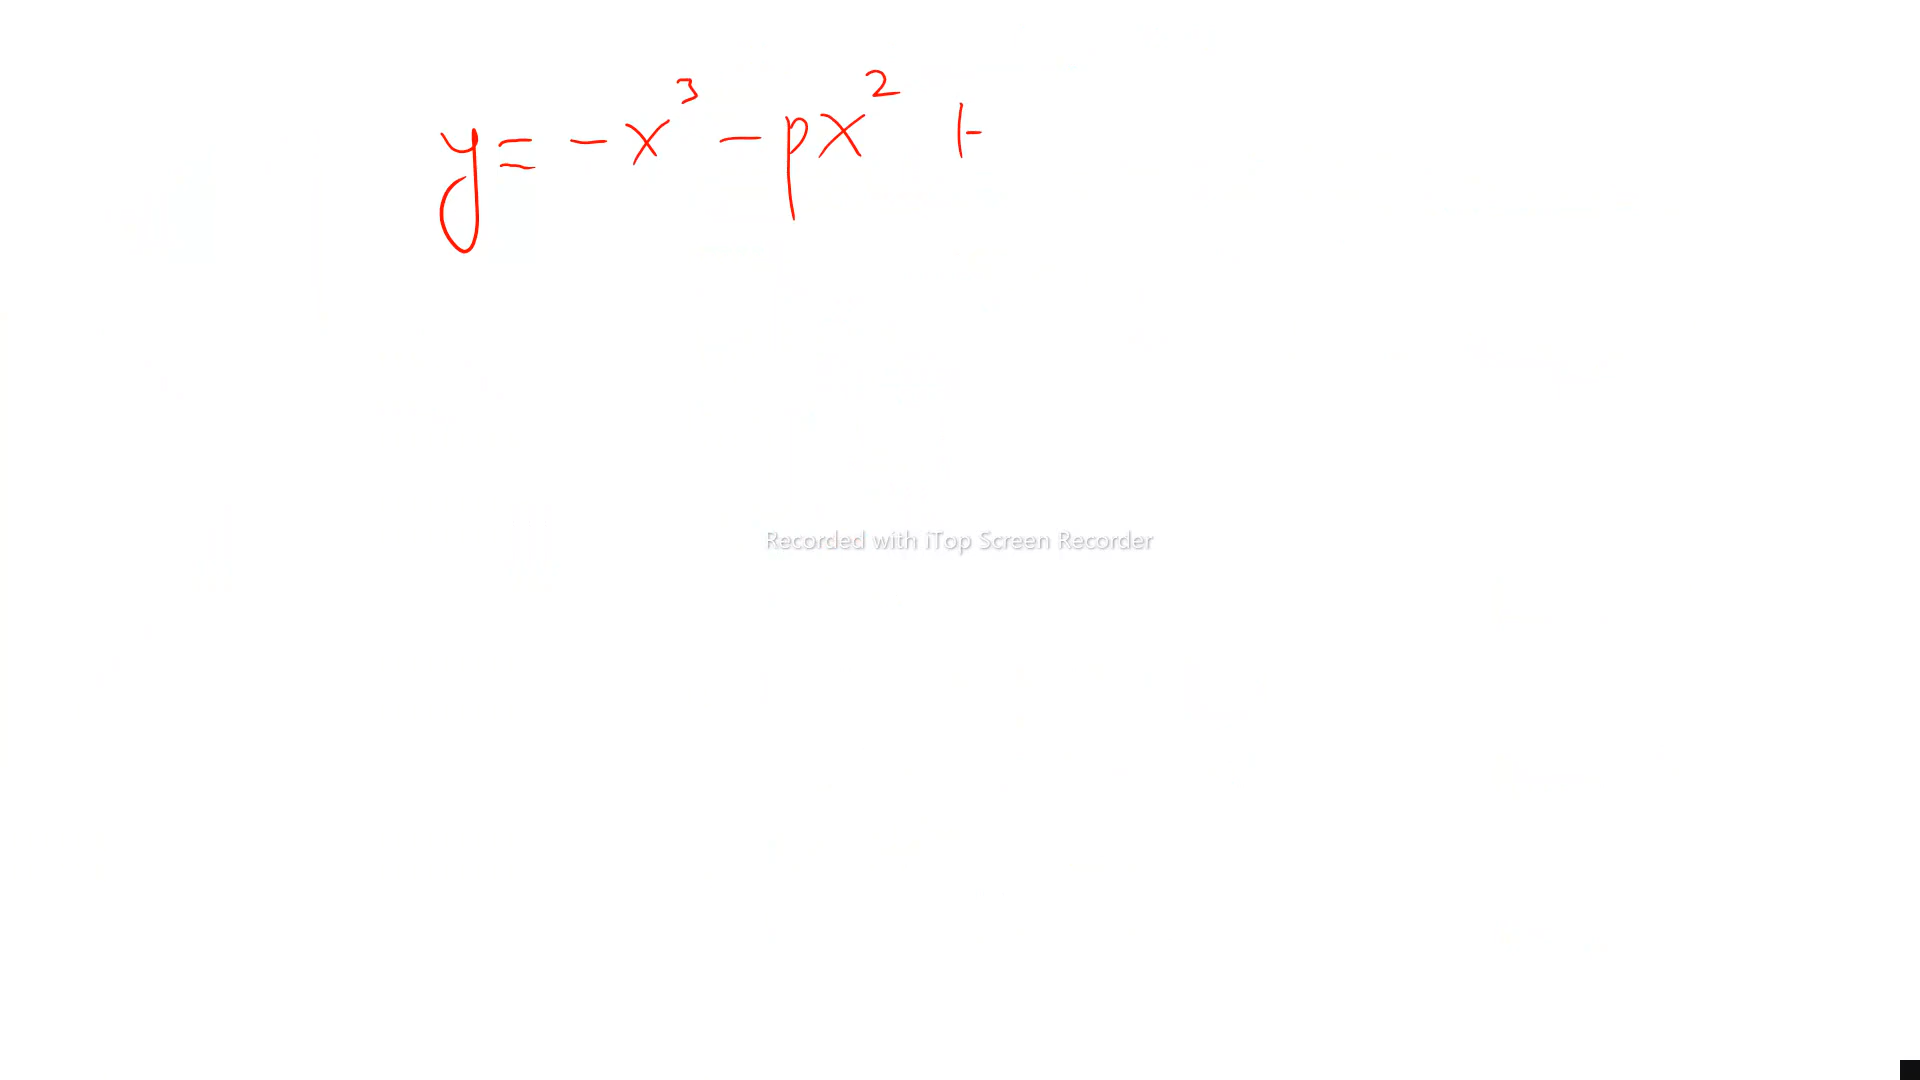 y = -x³ - px² +
Recorded with iTop Screen Recorder